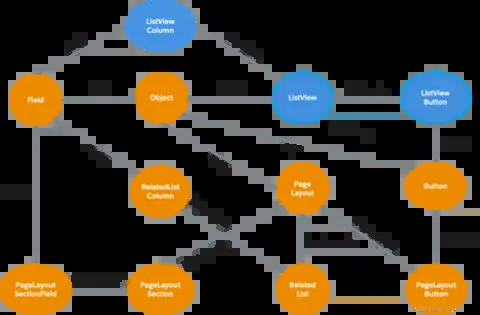 ListView
Column
Field
Object
ListView
ListView
Button
RelatedList
Column
Page
Layout
Button
PageLayout
SectionField
PageLayout
Section
Related
List
PageLayout
Button